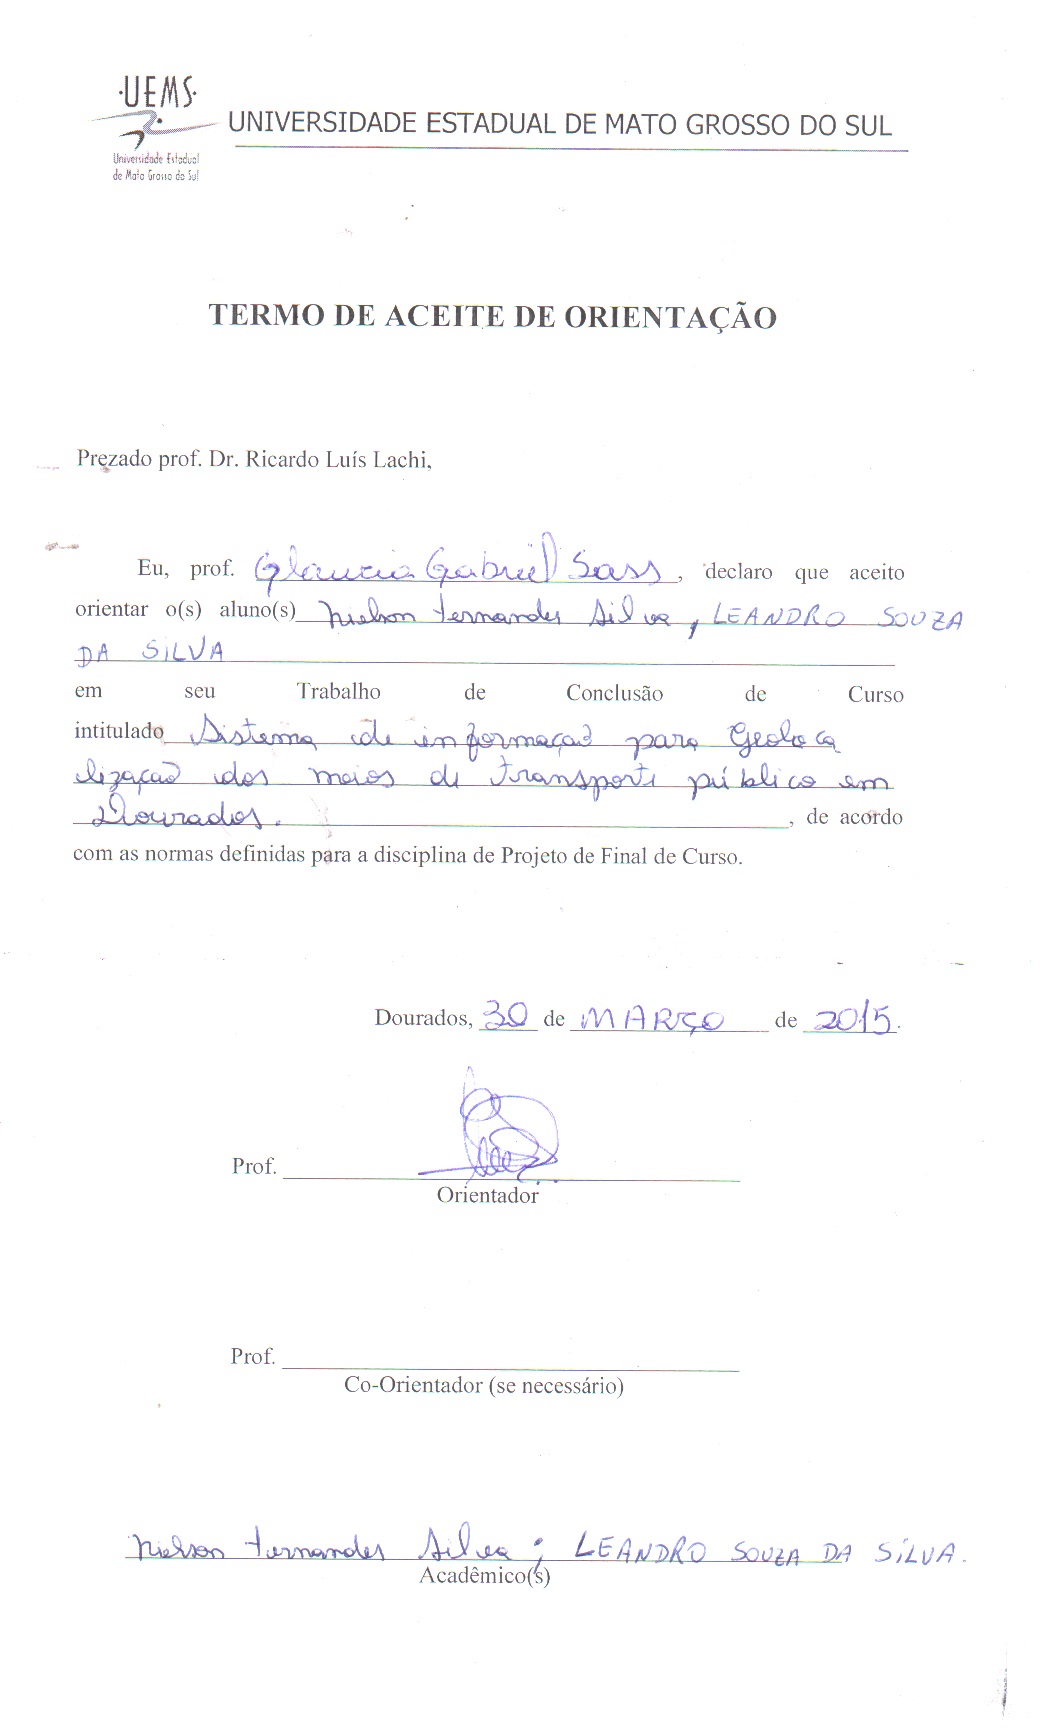 ·UEMS·
Universidade Estadual
de Mato Grosso do Sul
UNIVERSIDADE ESTADUAL DE MATO GROSSO DO SUL
TERMO DE ACEITE DE ORIENTAÇÃO
Prezado prof. Dr. Ricardo Luís Lachi,
Eu, prof. Glaucia Gabriel Sass, declaro que aceito
orientar o(s) aluno(s) Nielson Fernandes Silva, LEANDRO SOUZA
DA SILVA
em seu Trabalho de Conclusão de Curso
intitulado Sistema de informação para Geoloca
lização dos meios de transporte público em
Dourados. , de acordo
com as normas definidas para a disciplina de Projeto de Final de Curso.
Dourados, 30 de MARÇO de 2015.
Prof.
Orientador
Prof.
Co-Orientador (se necessário)
Nielson Fernandes Silva ; LEANDRO SOUZA DA SILVA.
Acadêmico(s)